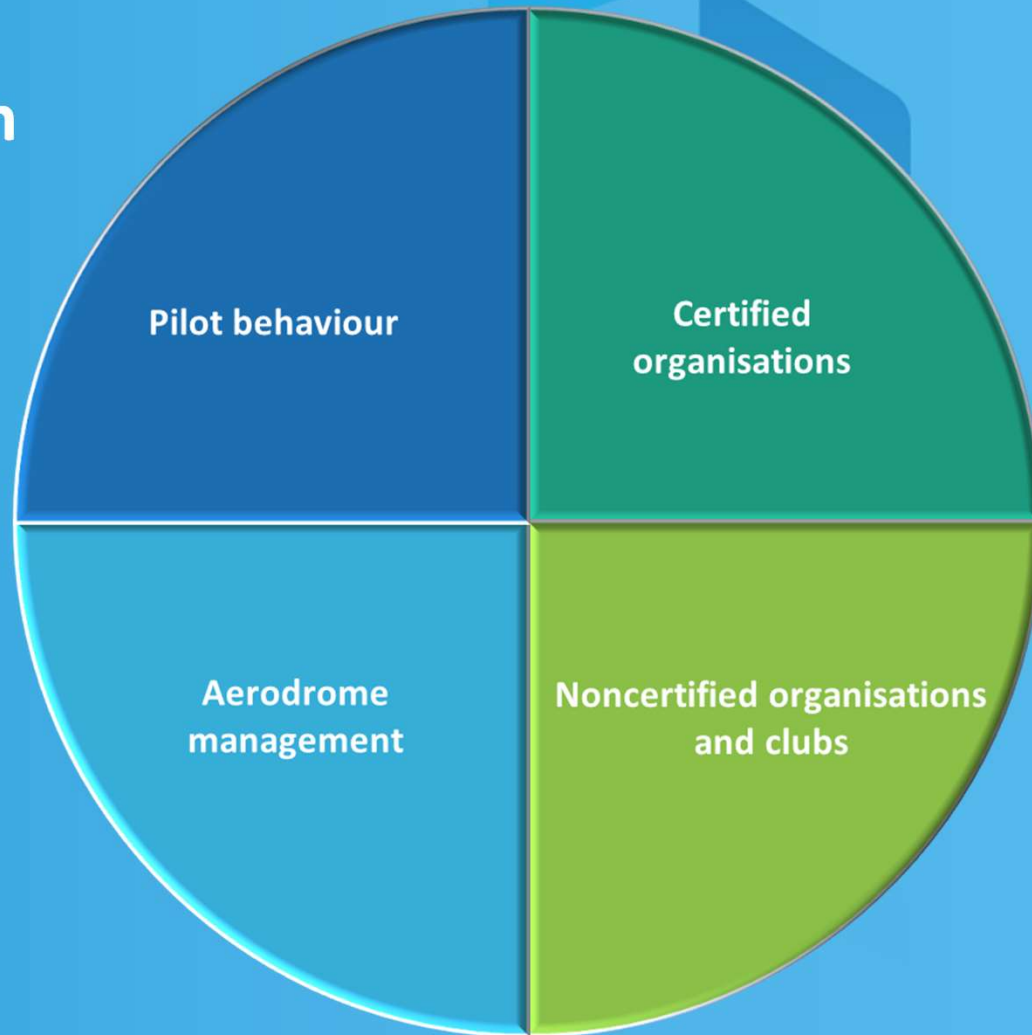 Pilot behaviour
Certified
organisations
Aerodrome
management
Noncertified organisations
and clubs